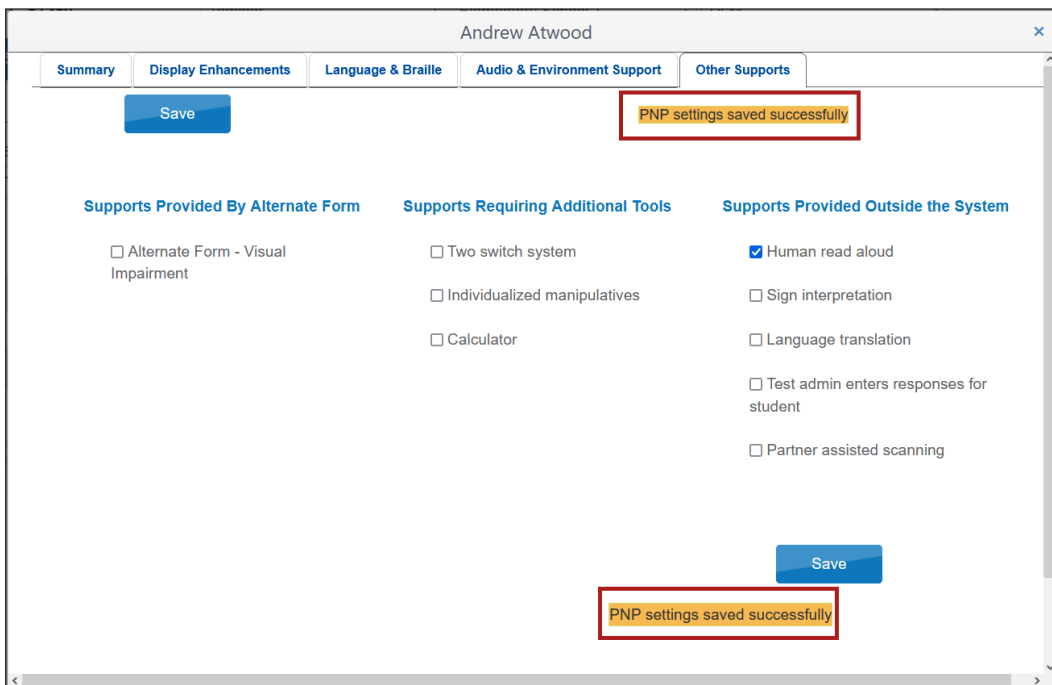 Andrew Atwood ×
Summary Display Enhancements Language & Braille Audio & Environment Support Other Supports
Save PNP settings saved successfully
Supports Provided By Alternate Form
Alternate Form - Visual
Impairment
Supports Requiring Additional Tools
Two switch system
Individualized manipulatives
Calculator
Supports Provided Outside the System
Human read aloud
Sign interpretation
Language translation
Test admin enters responses for
student
Partner assisted scanning
Save
PNP settings saved successfully